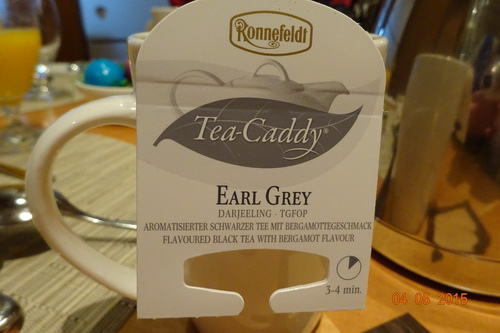 Ronnefeldt
Tea-Caddy®
EARL GREY
DARJEELING · TGFOP
AROMATISIERTER SCHWARZER TEE MIT BERGAMOTTEGESCHMACK
FLAVOURED BLACK TEA WITH BERGAMOT FLAVOUR
3-4 min.
04 06 2015